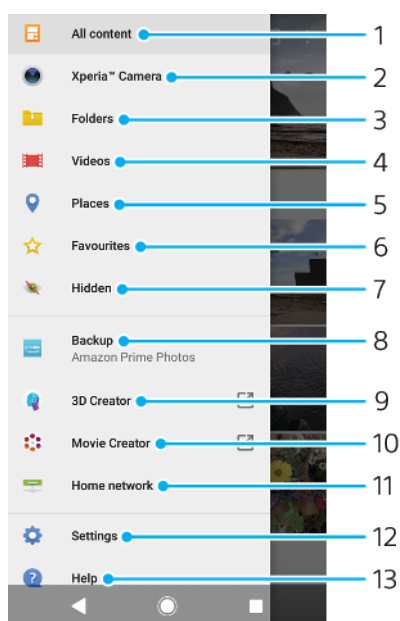 All content 1
Xperia™ Camera 2
Folders 3
Videos 4
Places 5
Favourites 6
Hidden 7
Backup 8
Amazon Prime Photos
3D Creator 9
Movie Creator 10
Home network 11
Settings 12
? Help 13